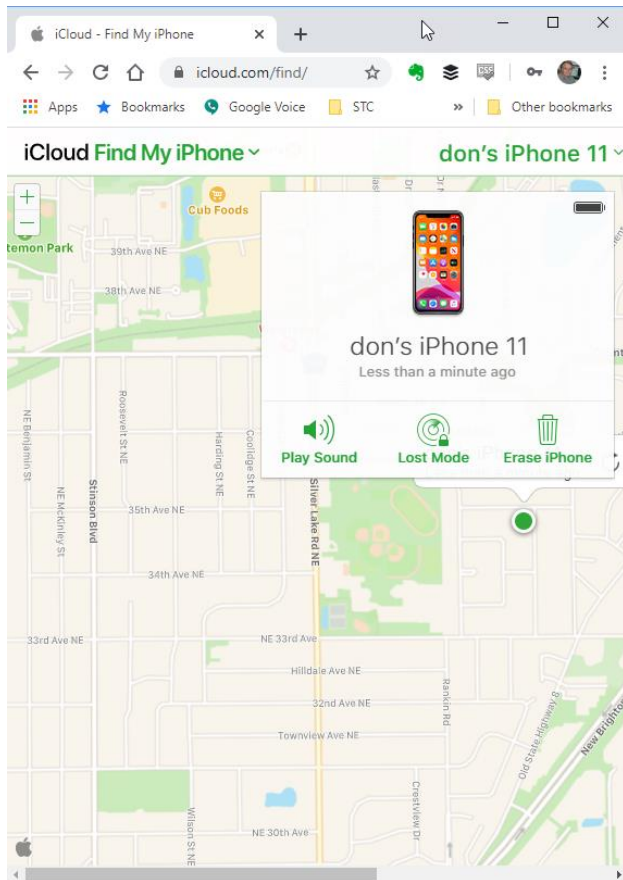 iCloud - Find My iPhone
icloud.com/find/
Apps Bookmarks Google Voice STC » Other bookmarks
iCloud Find My iPhone don's iPhone 11
Cub Foods
temon Park
39th Ave NE
38th Ave NE
don's iPhone 11
Less than a minute ago
Play Sound Lost Mode Erase iPhone
NE Benjamin St
Roosevelt St NE
Harding St NE
Coolidge St NE
Stinson Blvd
NE McKinley St
Silver Lake Rd NE
35th Ave NE
34th Ave NE
33rd Ave NE
NE 33rd Ave
Hilldale Ave NE
32nd Ave NE
Rankin Rd
Townview Ave NE
Old State Highway 8
New Brighton
Crestview Dr
Wilson St NE
NE 30th Ave